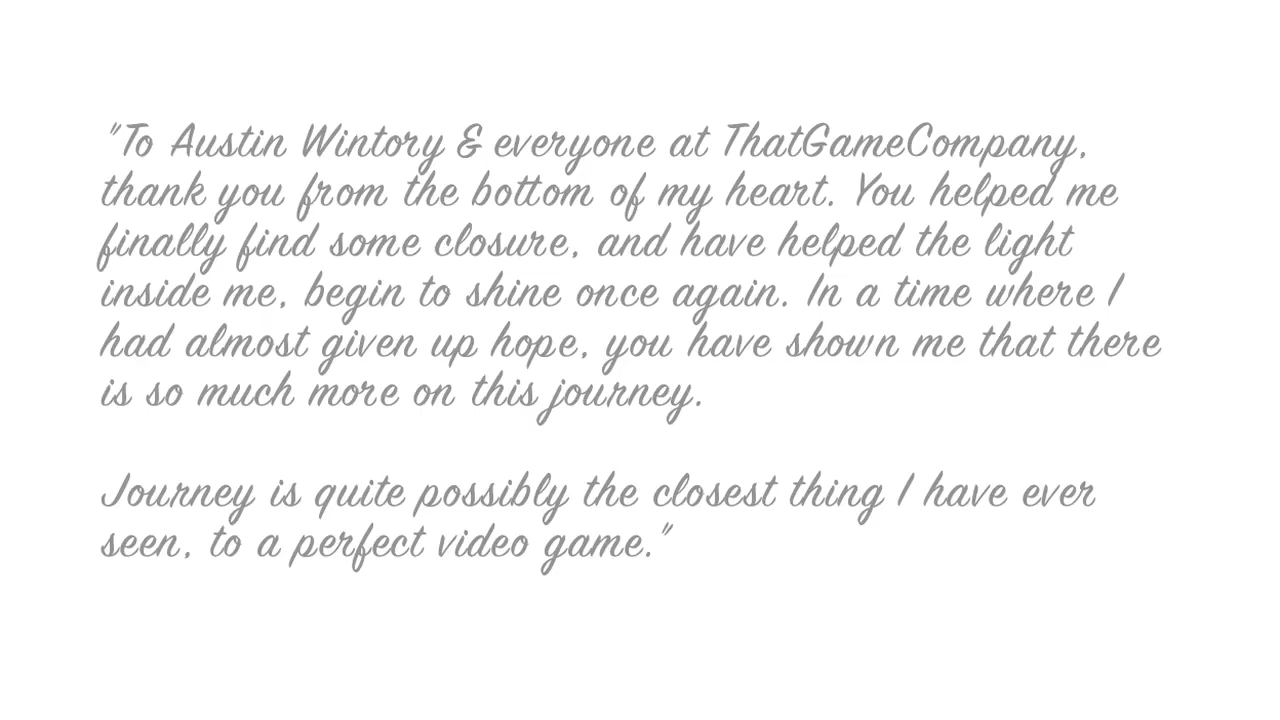 "To Austin Wintory & everyone at ThatGameCompany,
thank you from the bottom of my heart. You helped me
finally find some closure, and have helped the light
inside me, begin to shine once again. In a time where I
had almost given up hope, you have shown me that there
is so much more on this journey.
Journey is quite possibly the closest thing I have ever
seen, to a perfect video game."